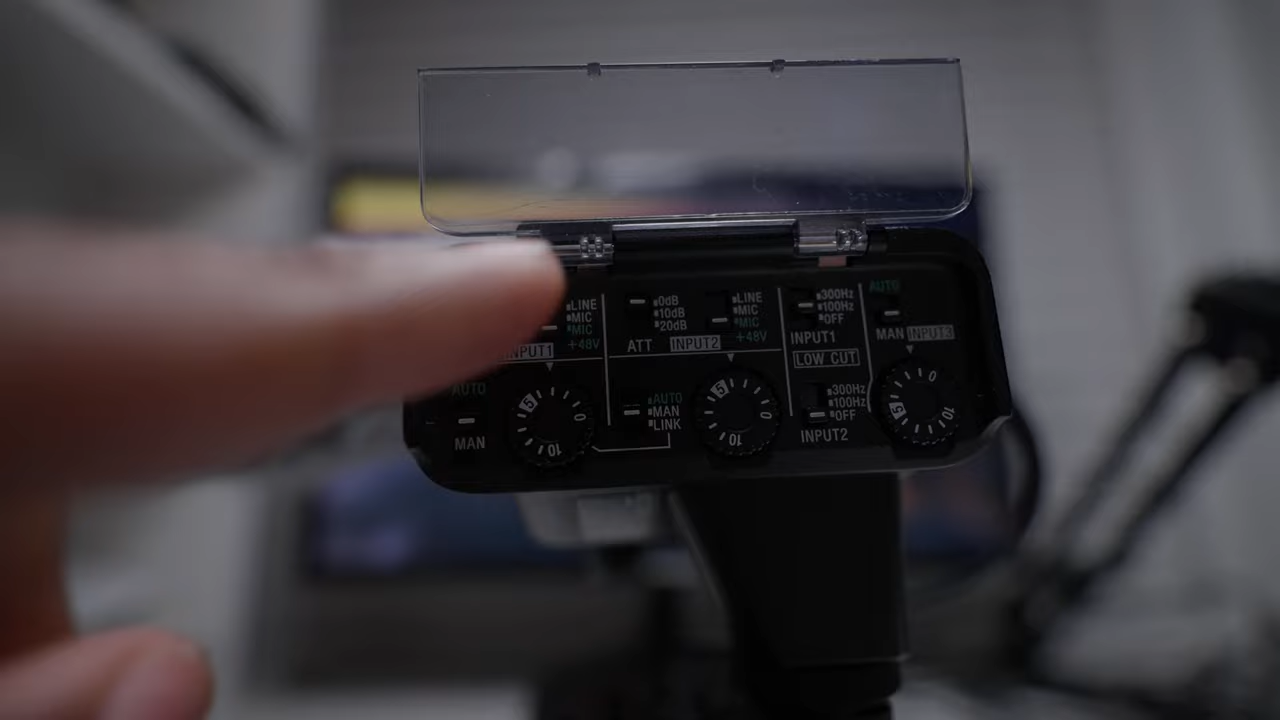 LINE
MIC
MIC
+48V
INPUT1
0dB
10dB
20dB
ATT
LINE
MIC
MIC
+48V
INPUT2
300Hz
100Hz
OFF
INPUT1
LOW CUT
300Hz
100Hz
OFF
INPUT2
AUTO
MAN INPUT3
AUTO
MAN
5
10
0
AUTO
MAN
LINK
5
10
0
5
10
0